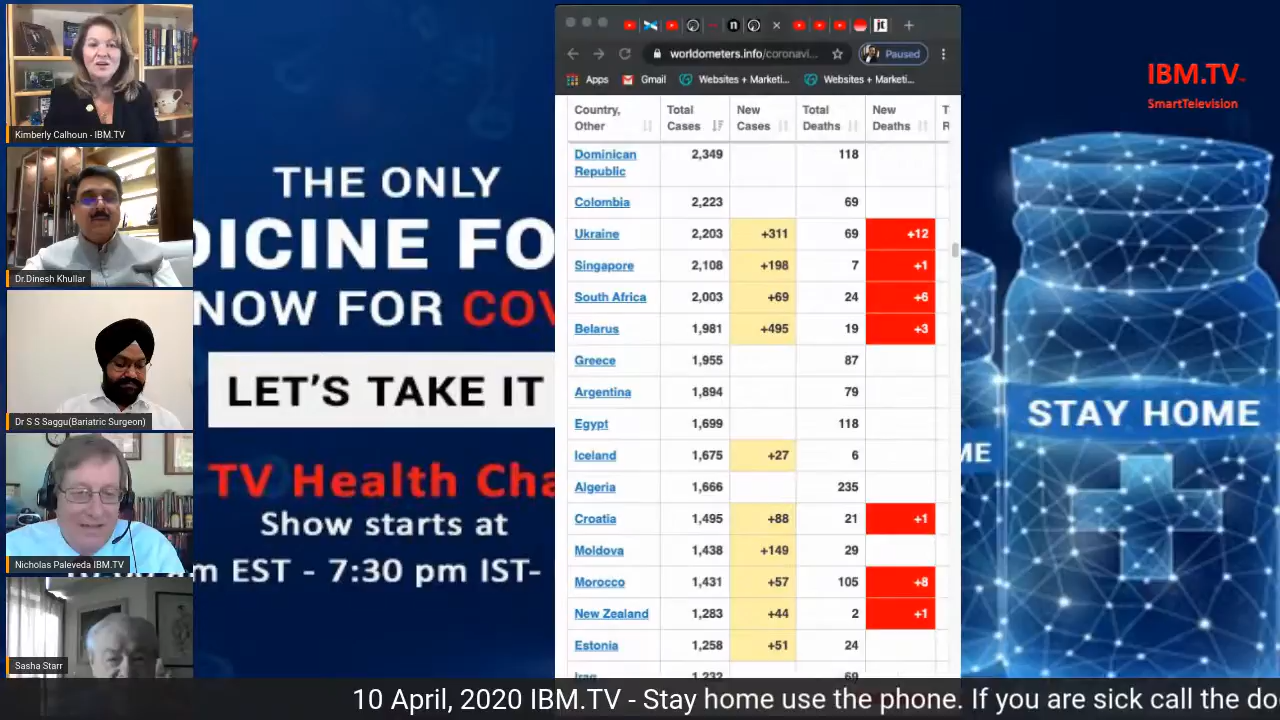 Kimberly Calhoun - IBM.TV
Dr.Dinesh Khullar
Dr S S Saggu(Bariatric Surgeon)
Nicholas Paleveda IBM.TV
Sasha Starr
THE ONLY
DICINE FO
NOW FOR COV
LET'S TAKE IT
TV Health Cha
Show starts at
m EST - 7:30 pm IST-
worldometers.info/coronavi...
Paused
Apps Gmail Websites + Marketi... Websites + Marketi...
Country, Other Total Cases New Cases Total Deaths New Deaths T R
Dominican Republic 2,349 118
Colombia 2,223 69
Ukraine 2,203 +311 69 +12
Singapore 2,108 +198 7 +1
South Africa 2,003 +69 24 +6
Belarus 1,981 +495 19 +3
Greece 1,955 87
Argentina 1,894 79
Egypt 1,699 118
Iceland 1,675 +27 6
Algeria 1,666 235
Croatia 1,495 +88 21 +1
Moldova 1,438 +149 29
Morocco 1,431 +57 105 +8
New Zealand 1,283 +44 2 +1
Estonia 1,258 +51 24
Iraq 1,232 69
IBM.TV
SmartTelevision
STAY HOME
ME
10 April, 2020 IBM.TV - Stay home use the phone. If you are sick call the do